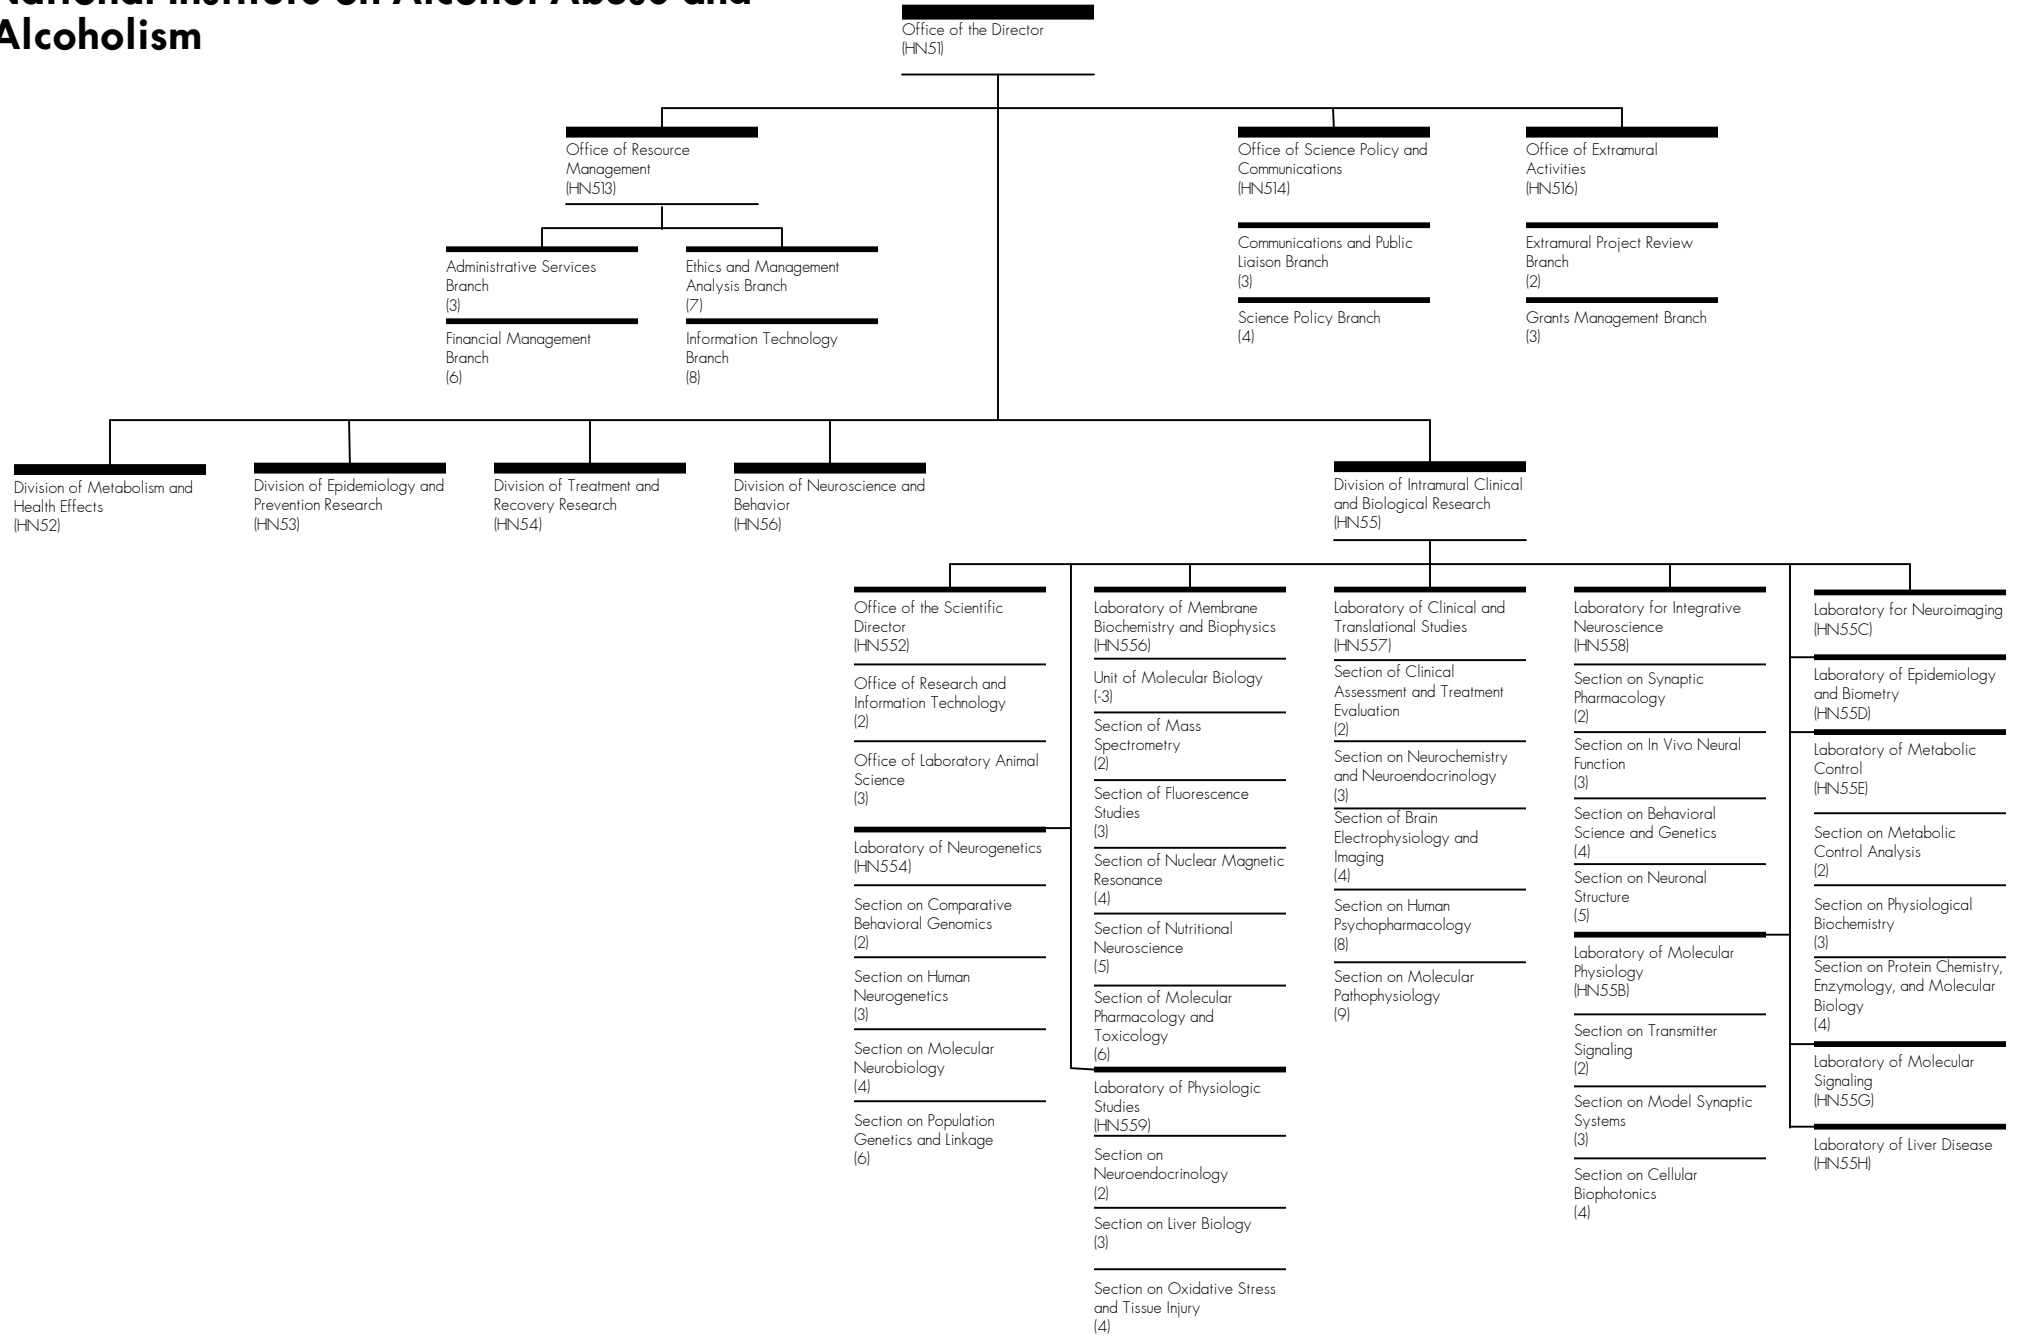 National Institute on Alcohol Abuse and
Alcoholism
Office of the Director
(HN51)
Office of Resource
Management
(HN513)
Office of Science Policy and
Communications
(HN514)
Office of Extramural
Activities
(HN516)
Administrative Services
Branch
(3)
Financial Management
Branch
(6)
Ethics and Management
Analysis Branch
(7)
Information Technology
Branch
(8)
Communications and Public
Liaison Branch
(3)
Science Policy Branch
(4)
Extramural Project Review
Branch
(2)
Grants Management Branch
(3)
Division of Metabolism and
Health Effects
(HN52)
Division of Epidemiology and
Prevention Research
(HN53)
Division of Treatment and
Recovery Research
(HN54)
Division of Neuroscience and
Behavior
(HN56)
Division of Intramural Clinical
and Biological Research
(HN55)
Office of the Scientific
Director
(HN552)
Office of Research and
Information Technology
(2)
Office of Laboratory Animal
Science
(3)
Laboratory of Neurogenetics
(HN554)
Section on Comparative
Behavioral Genomics
(2)
Section on Human
Neurogenetics
(3)
Section on Molecular
Neurobiology
(4)
Section on Population
Genetics and Linkage
(6)
Laboratory of Membrane
Biochemistry and Biophysics
(HN556)
Unit of Molecular Biology
(-3)
Section of Mass
Spectrometry
(2)
Section of Fluorescence
Studies
(3)
Section of Nuclear Magnetic
Resonance
(4)
Section of Nutritional
Neuroscience
(5)
Section of Molecular
Pharmacology and
Toxicology
(6)
Laboratory of Physiologic
Studies
(HN559)
Section on
Neuroendocrinology
(2)
Section on Liver Biology
(3)
Section on Oxidative Stress
and Tissue Injury
(4)
Laboratory of Clinical and
Translational Studies
(HN557)
Section of Clinical
Assessment and Treatment
Evaluation
(2)
Section on Neurochemistry
and Neuroendocrinology
(3)
Section of Brain
Electrophysiology and
Imaging
(4)
Section on Human
Psychopharmacology
(8)
Section on Molecular
Pathophysiology
(9)
Laboratory for Integrative
Neuroscience
(HN558)
Section on Synaptic
Pharmacology
(2)
Section on In Vivo Neural
Function
(3)
Section on Behavioral
Science and Genetics
(4)
Section on Neuronal
Structure
(5)
Laboratory of Molecular
Physiology
(HN55B)
Section on Transmitter
Signaling
(2)
Section on Model Synaptic
Systems
(3)
Section on Cellular
Biophotonics
(4)
Laboratory for Neuroimaging
(HN55C)
Laboratory of Epidemiology
and Biometry
(HN55D)
Laboratory of Metabolic
Control
(HN55E)
Section on Metabolic
Control Analysis
(2)
Section on Physiological
Biochemistry
(3)
Section on Protein Chemistry,
Enzymology, and Molecular
Biology
(4)
Laboratory of Molecular
Signaling
(HN55G)
Laboratory of Liver Disease
(HN55H)